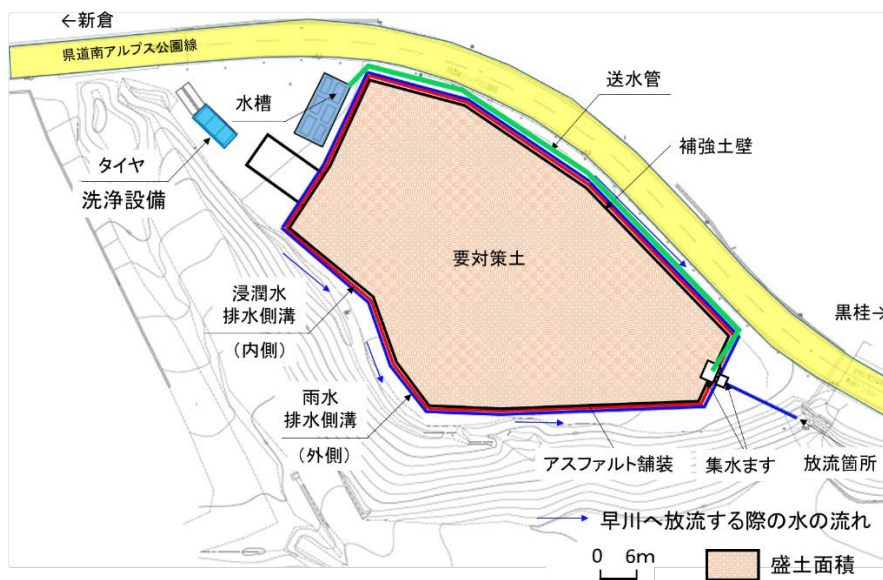 ←新倉
県道南アルプス公園線
送水管
水槽
補強土壁
タイヤ
洗浄設備
要対策土
黒桂→
浸潤水
排水側溝
（内側）
雨水
排水側溝
（外側）
アスファルト舗装
集水ます
放流箇所
早川へ放流する際の水の流れ
0 6m
盛土面積